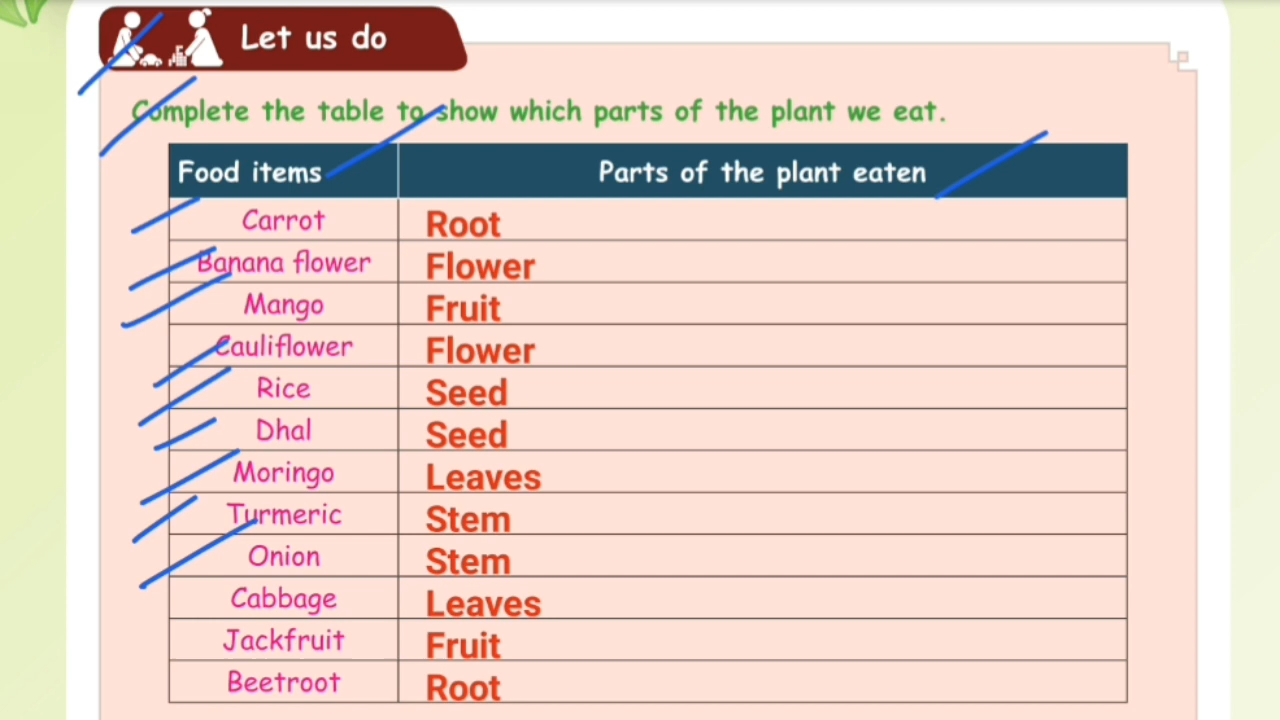 Let us do
Complete the table to show which parts of the plant we eat.
Food items Parts of the plant eaten
Carrot Root
Banana flower Flower
Mango Fruit
Cauliflower Flower
Rice Seed
Dhal Seed
Moringo Leaves
Turmeric Stem
Onion Stem
Cabbage Leaves
Jackfruit Fruit
Beetroot Root